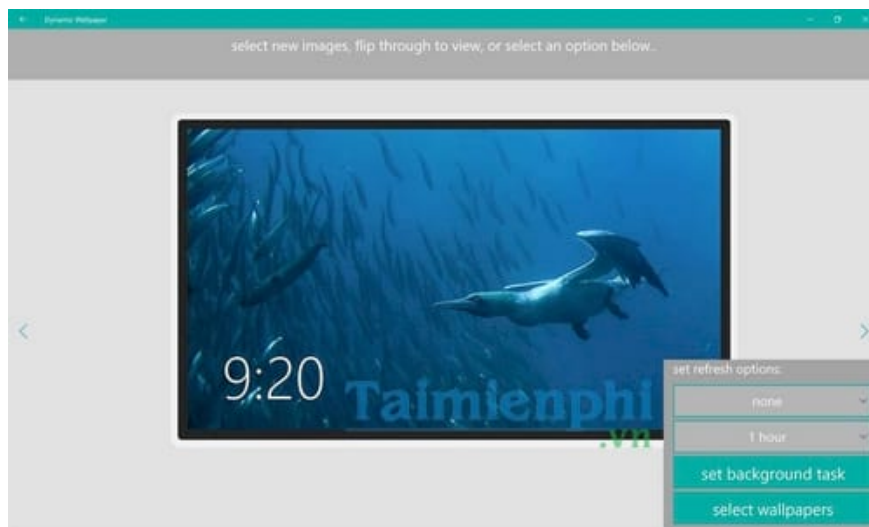 Dynamic Wallpaper
select new images, flip through to view, or select an option below..
9:20
Taimienphi
.vn
set refresh options:
none
1 hour
set background task
select wallpapers